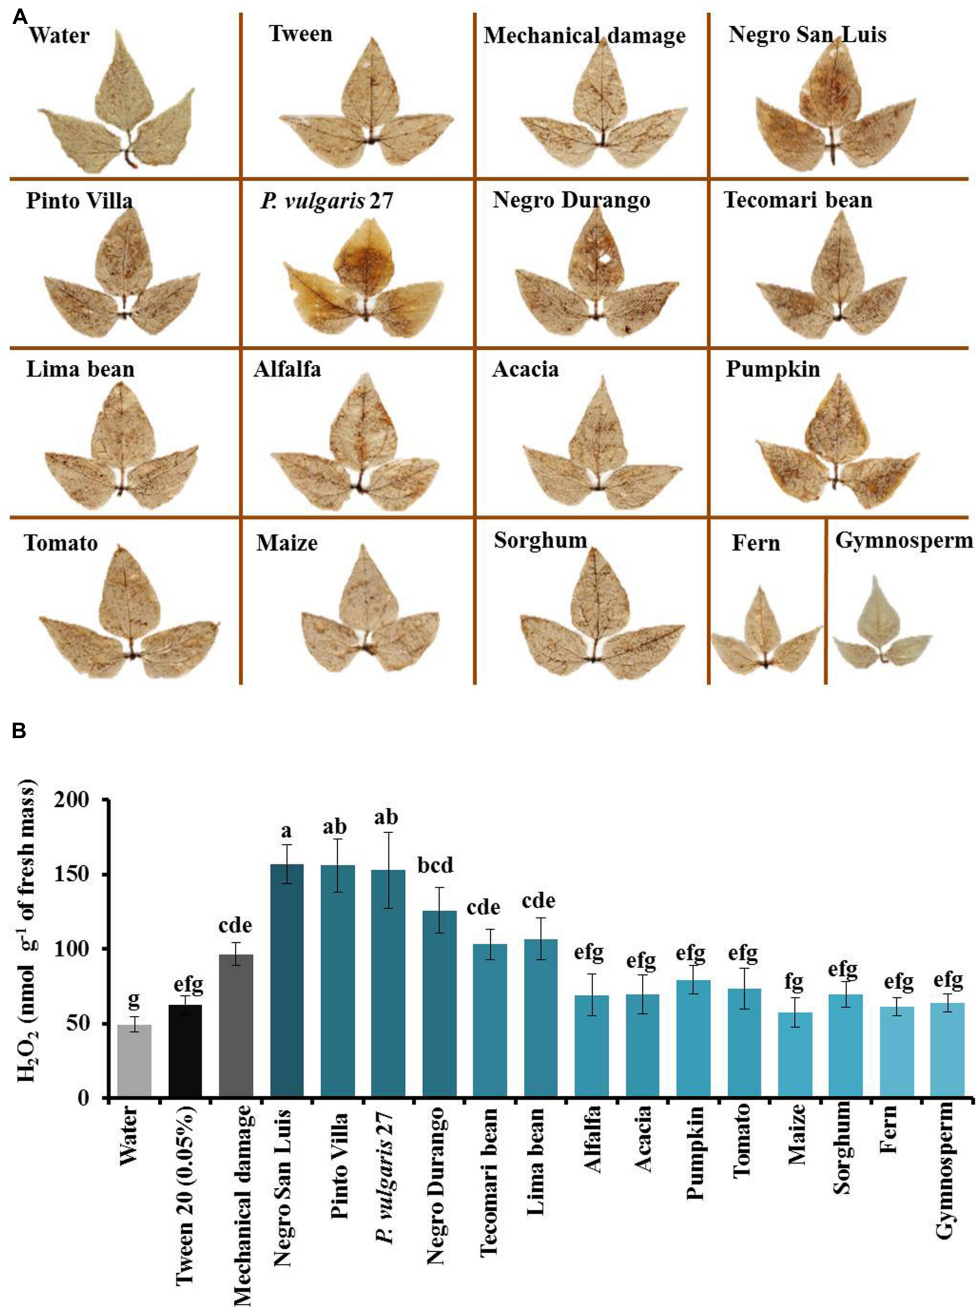 A
Water
Tween
Mechanical damage
Negro San Luis
Pinto Villa
P. vulgaris 27
Negro Durango
Tecomari bean
Lima bean
Alfalfa
Acacia
Pumpkin
Tomato
Maize
Sorghum
Fern
Gymnosperm
B
H₂O₂ (nmol g⁻¹ of fresh mass)
200
150
100
50
0
g
efg
cde
a
ab
ab
bcd
cde
cde
efg
efg
efg
efg
fg
efg
efg
efg
Water
Tween 20 (0.05%)
Mechanical damage
Negro San Luis
Pinto Villa
P. vulgaris 27
Negro Durango
Tecomari bean
Lima bean
Alfalfa
Acacia
Pumpkin
Tomato
Maize
Sorghum
Fern
Gymnosperm